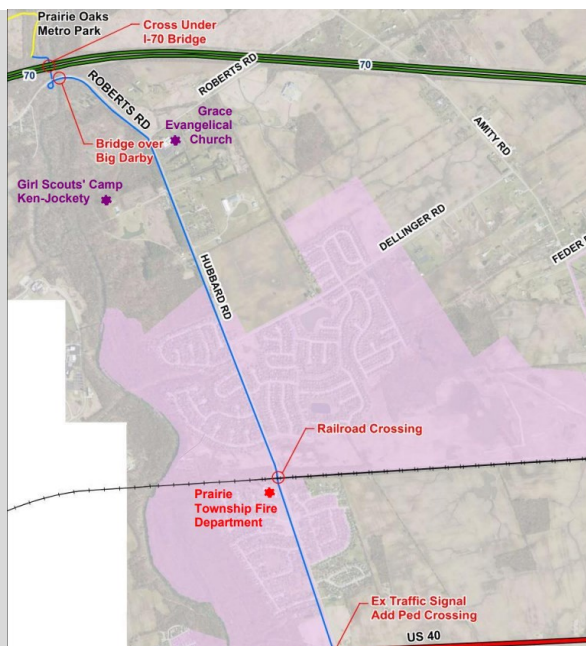 Prairie Oaks
Metro Park
Cross Under
I-70 Bridge
70
70
ROBERTS RD
ROBERTS RD
Grace
Evangelical
Church
AMITY RD
Bridge over
Big Darby
Girl Scouts' Camp
Ken-Jockety
DELLINGER RD
FEDER
HUBBARD RD
Railroad Crossing
Prairie
Township Fire
Department
Ex Traffic Signal
Add Ped Crossing
US 40